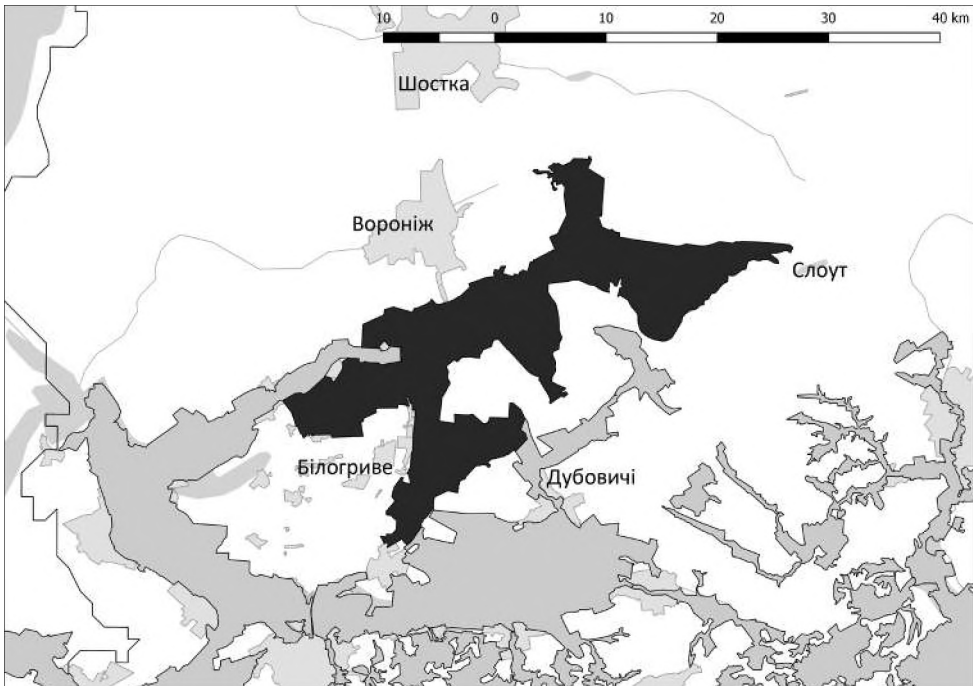 10 0 10 20 30 40 km
Шостка
Вороніж
Слоут
Білогриве
Дубовичі